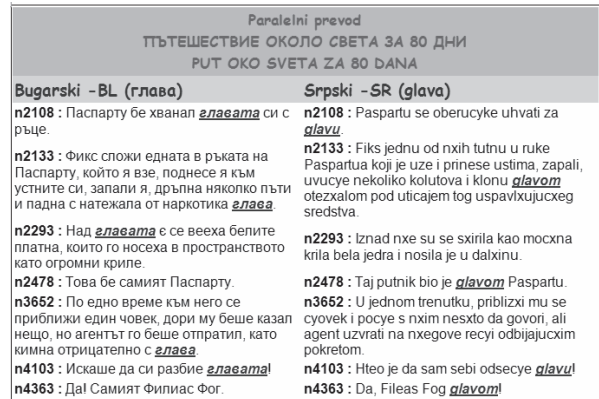 Paralelni prevod
ПЪТЕШЕСТВИЕ ОКОЛО СВЕТА ЗА 80 ДНИ
PUT OKO SVETA ZA 80 DANA
Bugarski -BL (глава)
n2108 : Паспарту бе хванал главата си с
ръце.
n2133 : Фикс сложи едната в ръката на
Паспарту, който я взе, поднесе я към
устните си, запали я, дръпна няколко пъти
и падна с натежала от наркотика глава.
n2293 : Над главата є се вееха белите
платна, които го носеха в пространството
като огромни криле.
n2478 : Това бе самият Паспарту.
n3652 : По едно време към него се
приближи един човек, дори му беше казал
нещо, но агентът го беше отпратил, като
кимна отрицателно с глава.
n4103 : Искаше да си разбие главата!
n4363 : Да! Самият Филиас Фог.
Srpski -SR (glava)
n2108 : Paspartu se oberucyke uhvati za
glavu.
n2133 : Fiks jednu od nxih tutnu u ruke
Paspartua koji je uze i prinese ustima, zapali,
uvucye nekoliko kolutova i klonu glavom
otezxalom pod uticajem tog uspavlxujucxeg
sredstva.
n2293 : Iznad nxe su se sxirila kao mocxna
krila bela jedra i nosila je u dalxinu.
n2478 : Taj putnik bio je glavom Paspartu.
n3652 : U jednom trenutku, priblizxi mu se
cyovek i pocye s nxim nesxto da govori, ali
agent uzvrati na nxegove recyi odbijajucxim
pokretom.
n4103 : Hteo je da sam sebi odsecye glavu!
n4363 : Da, Fileas Fog glavom!